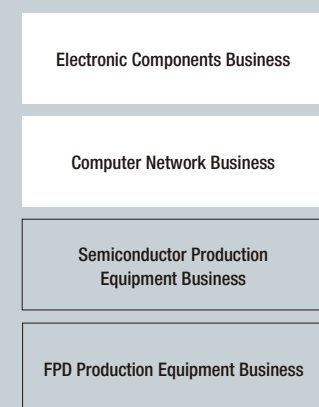 Electronic Components Business
Computer Network Business
Semiconductor Production
Equipment Business
FPD Production Equipment Business